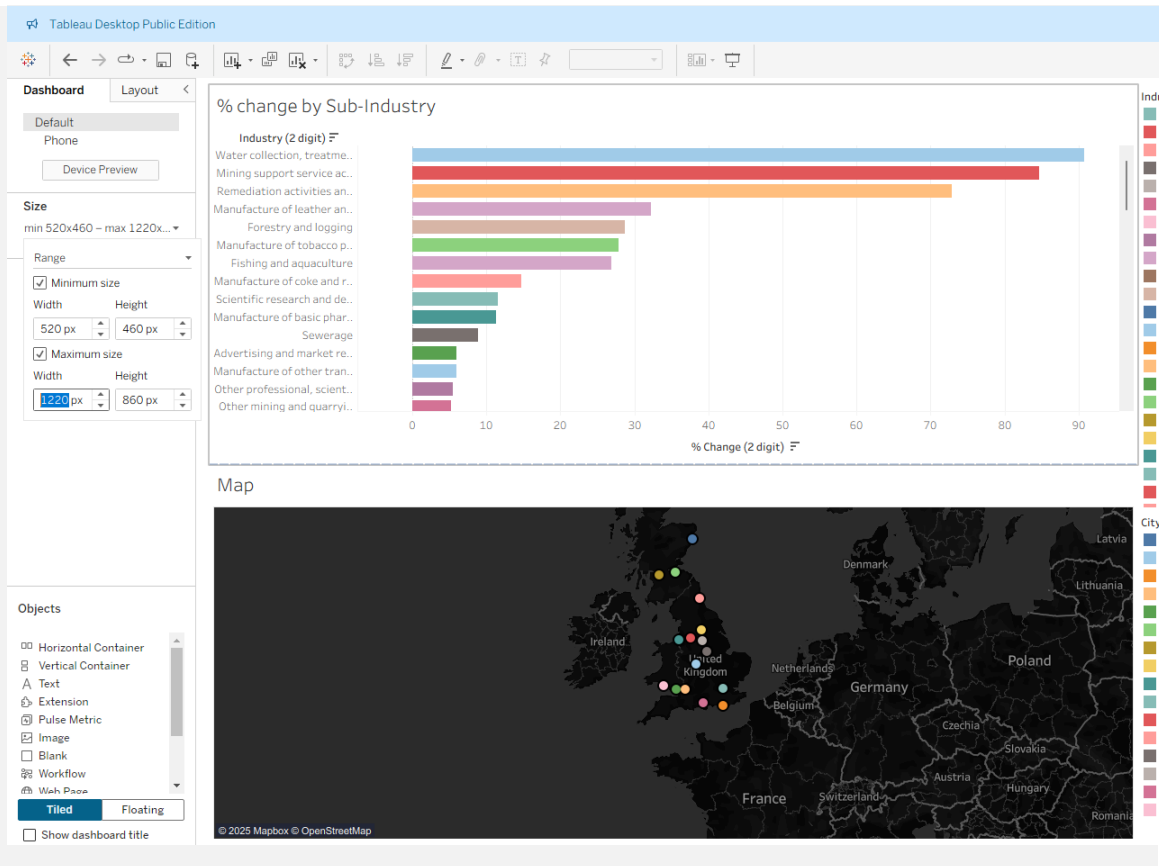 Tableau Desktop Public Edition
Dashboard Layout
Default
Phone
Device Preview
Size
min 520x460 – max 1220x...
Range
Minimum size
Width Height
520 px 460 px
Maximum size
Width Height
1220 px 860 px
Objects
Horizontal Container
Vertical Container
Text
Extension
Pulse Metric
Image
Blank
Workflow
Web Page
Tiled Floating
Show dashboard title
% change by Sub-Industry
Industry (2 digit)
Water collection, treatme..
Mining support service ac..
Remediation activities an..
Manufacture of leather an..
Forestry and logging
Manufacture of tobacco p..
Fishing and aquaculture
Manufacture of coke and r..
Scientific research and de..
Manufacture of basic phar..
Sewerage
Advertising and market re..
Manufacture of other tran..
Other professional, scient..
Other mining and quarryi..
0 10 20 30 40 50 60 70 80 90
% Change (2 digit)
Map
Latvia
Denmark
Lithuania
Ireland
United
Kingdom
Netherlands
Poland
Germany
Belgium
Czechia
Slovakia
Austria
Hungary
France
Switzerland
Romania
© 2025 Mapbox © OpenStreetMap
City